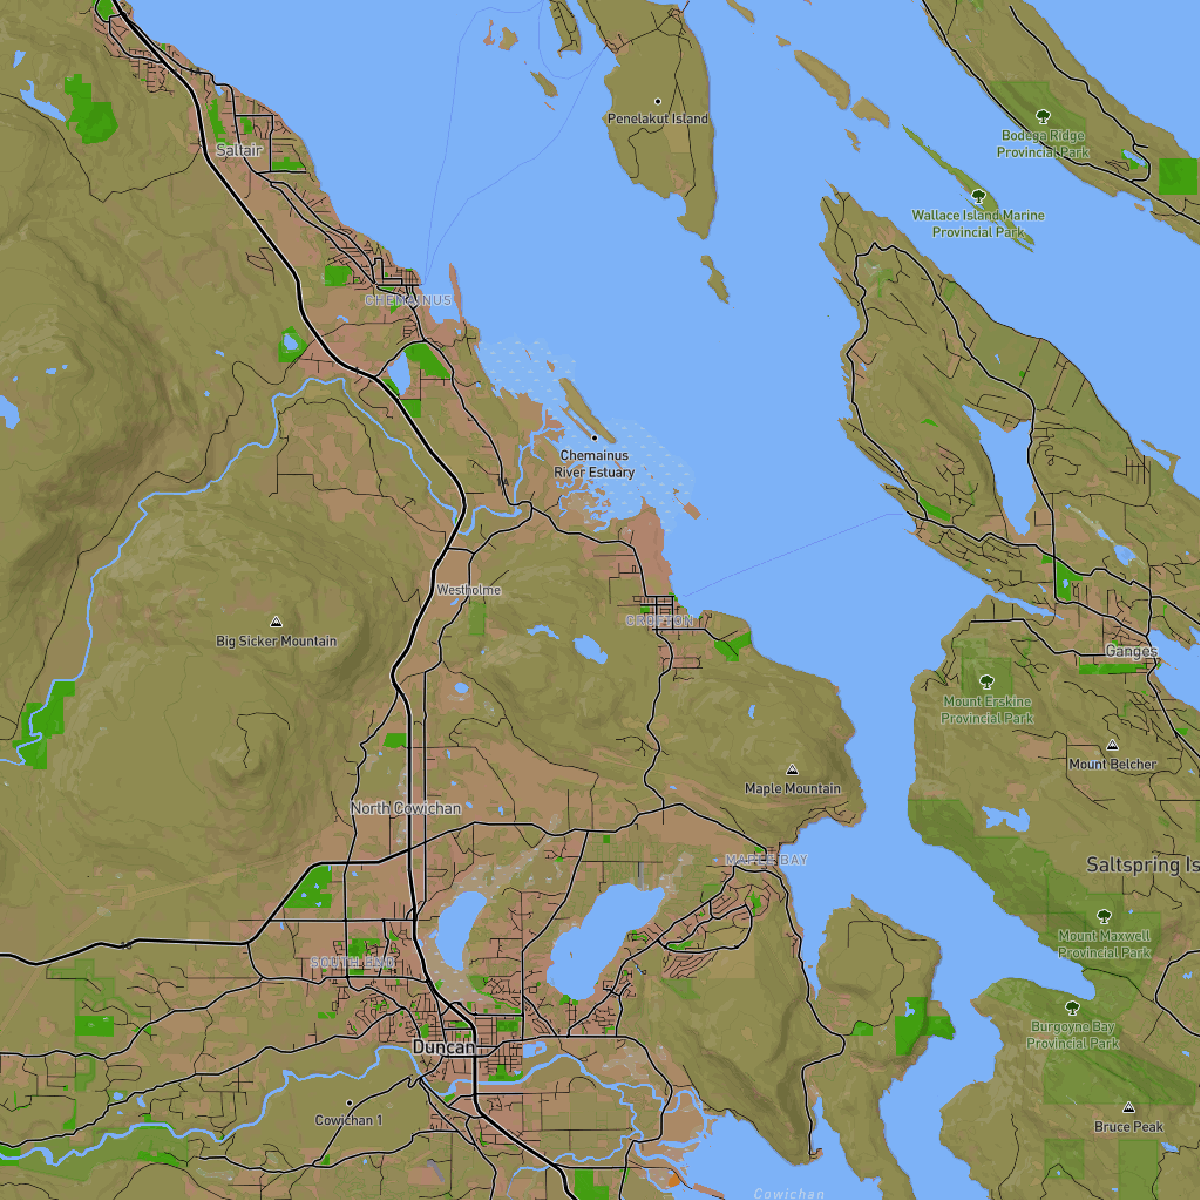 Penelakut Island
Bodega Ridge
Provincial Park
Saltair
Wallace Island Marine
Provincial Park
CHEMAINUS
Chemainus
River Estuary
1A
Westholme
CROFTON
Big Sicker Mountain
Ganges
Mount Erskine
Provincial Park
Mount Belcher
Maple Mountain
North Cowichan
MAPLE BAY
Saltspring Is
Mount Maxwell
Provincial Park
SOUTH END
Burgoyne Bay
Provincial Park
Duncan
Cowichan 1
Bruce Peak
Cowichan